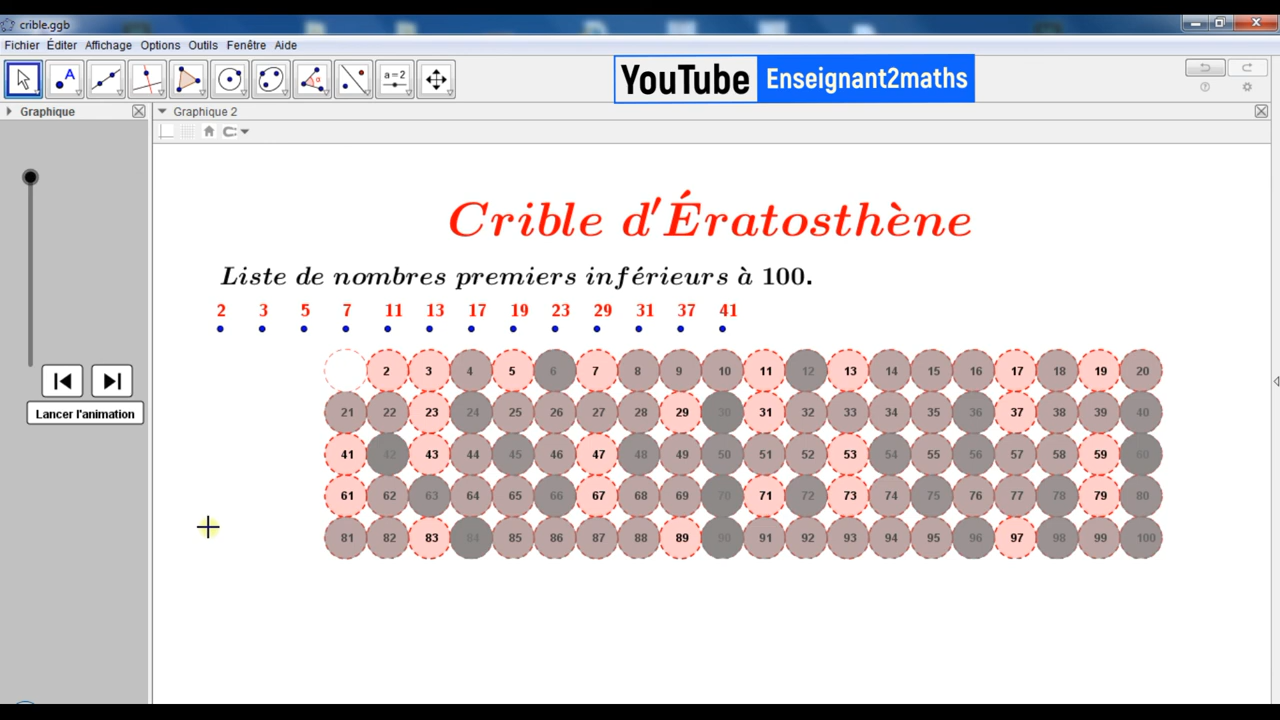 crible.ggb
Fichier Éditer Affichage Options Outils Fenêtre Aide
A a=2 YouTube Enseignant2maths
Graphique Graphique 2
Crible d'Ératosthène
Liste de nombres premiers inférieurs à 100.
2 3 5 7 11 13 17 19 23 29 31 37 41
2 3 4 5 6 7 8 9 10 11 12 13 14 15 16 17 18 19 20
Lancer l'animation
21 22 23 24 25 26 27 28 29 30 31 32 33 34 35 36 37 38 39 40
41 42 43 44 45 46 47 48 49 50 51 52 53 54 55 56 57 58 59 60
61 62 63 64 65 66 67 68 69 70 71 72 73 74 75 76 77 78 79 80
81 82 83 84 85 86 87 88 89 90 91 92 93 94 95 96 97 98 99 100